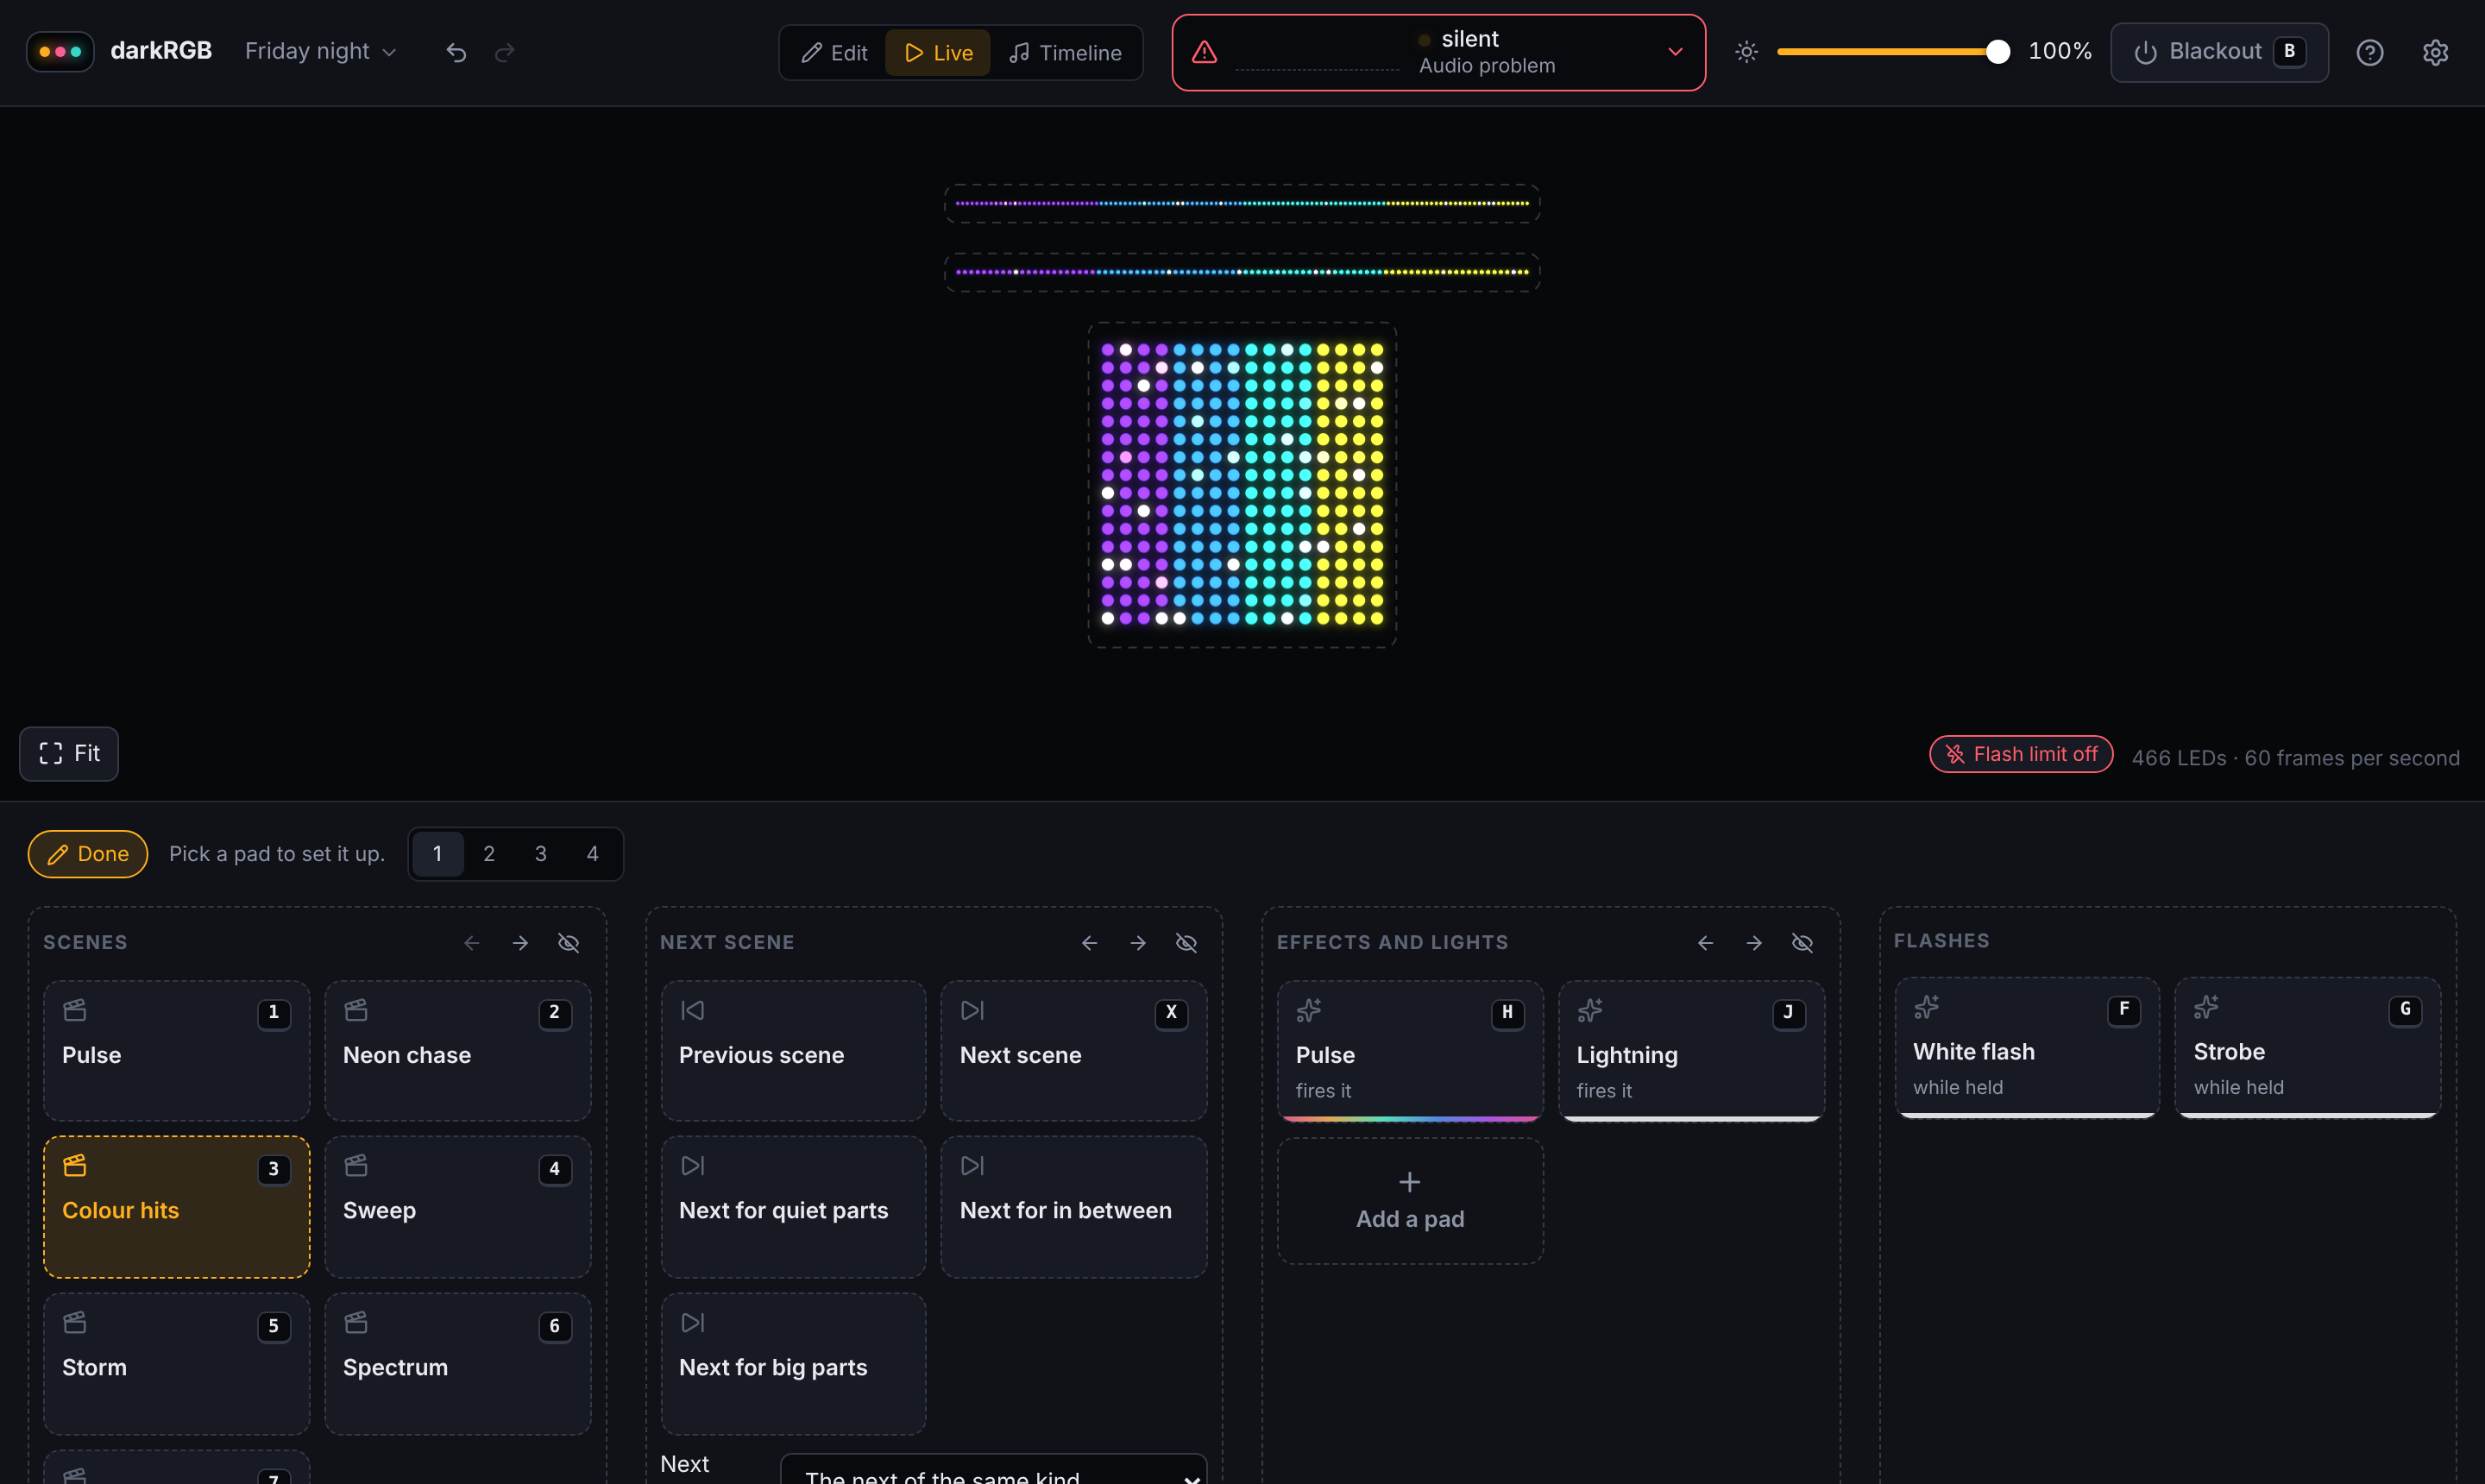 darkRGB Friday night Edit Live Timeline silent 100% Blackout B
Audio problem
Fit Flash limit off 466 LEDs · 60 frames per second
Done Pick a pad to set it up. 1 2 3 4
SCENES
1
Pulse
2
Neon chase
3
Colour hits
4
Sweep
5
Storm
6
Spectrum
7
NEXT SCENE
Previous scene
X
Next scene
Next for quiet parts
Next for in between
Next for big parts
Next
The next of the same kind
EFFECTS AND LIGHTS
H
Pulse
fires it
J
Lightning
fires it
Add a pad
FLASHES
F
White flash
while held
G
Strobe
while held